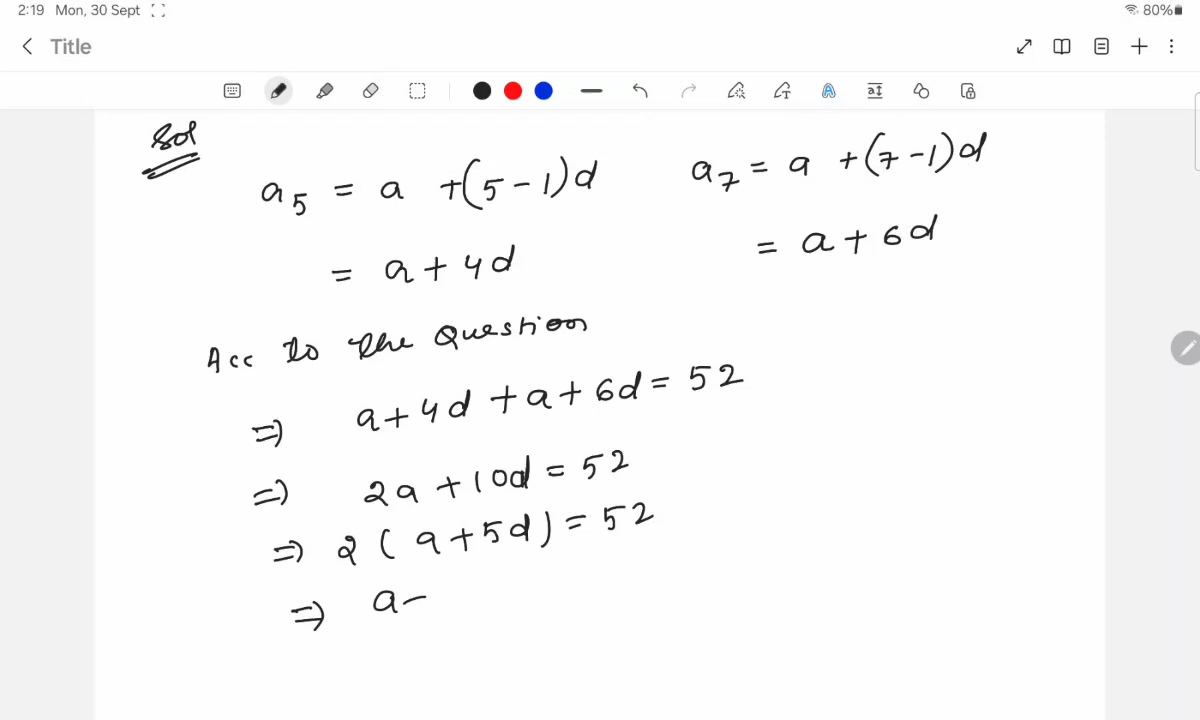 2:19 Mon, 30 Sept
80%
Title
Sol
a₅ = a + (5 - 1)d
a₇ = a + (7 - 1)d
= a + 4d
= a + 6d
Acc to the Question
⇒ a + 4d + a + 6d = 52
⇒ 2a + 10d = 52
⇒ 2 ( a + 5d ) = 52
⇒ a -